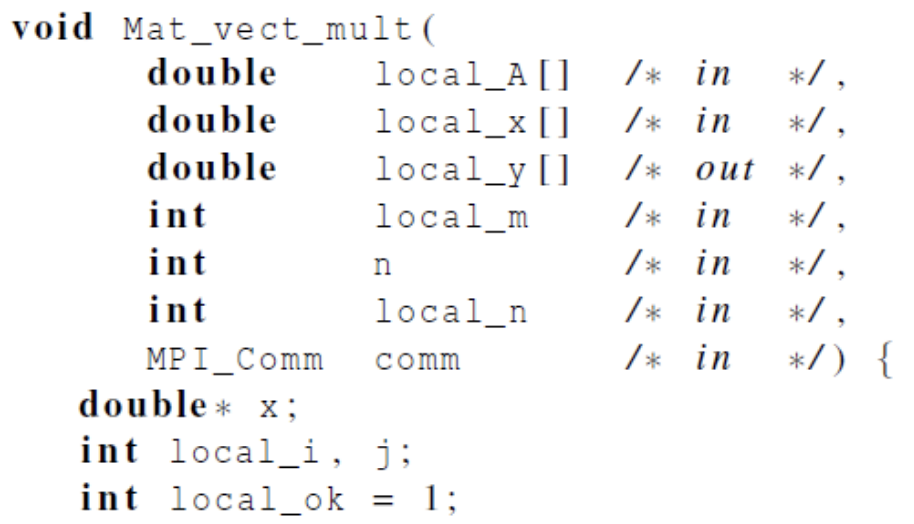 void Mat_vect_mult(
      double    local_A[]  /* in  */,
      double    local_x[]  /* in  */,
      double    local_y[]  /* out */,
      int       local_m    /* in  */,
      int       n          /* in  */,
      int       local_n    /* in  */,
      MPI_Comm  comm       /* in  */) {
   double* x;
   int local_i, j;
   int local_ok = 1;